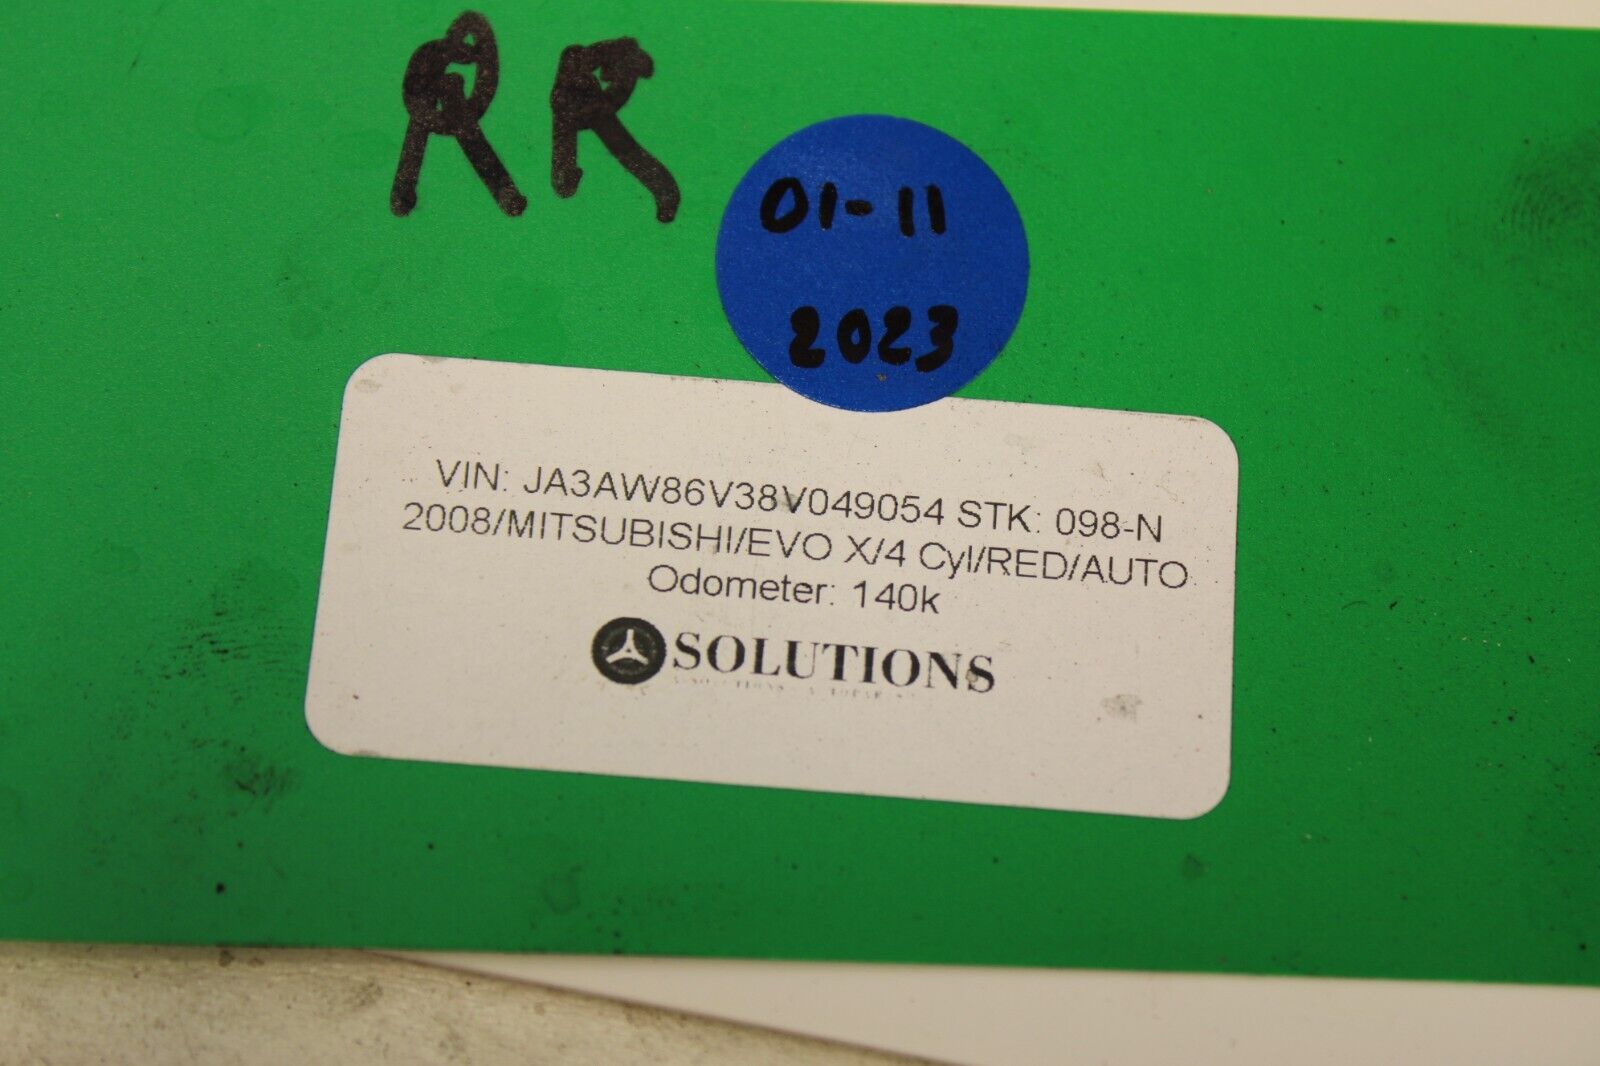 RR
01-11
2023
VIN: JA3AW86V38V049054 STK: 098-N
2008/MITSUBISHI/EVO X/4 Cyl/RED/AUTO
Odometer: 140k
SOLUTIONS